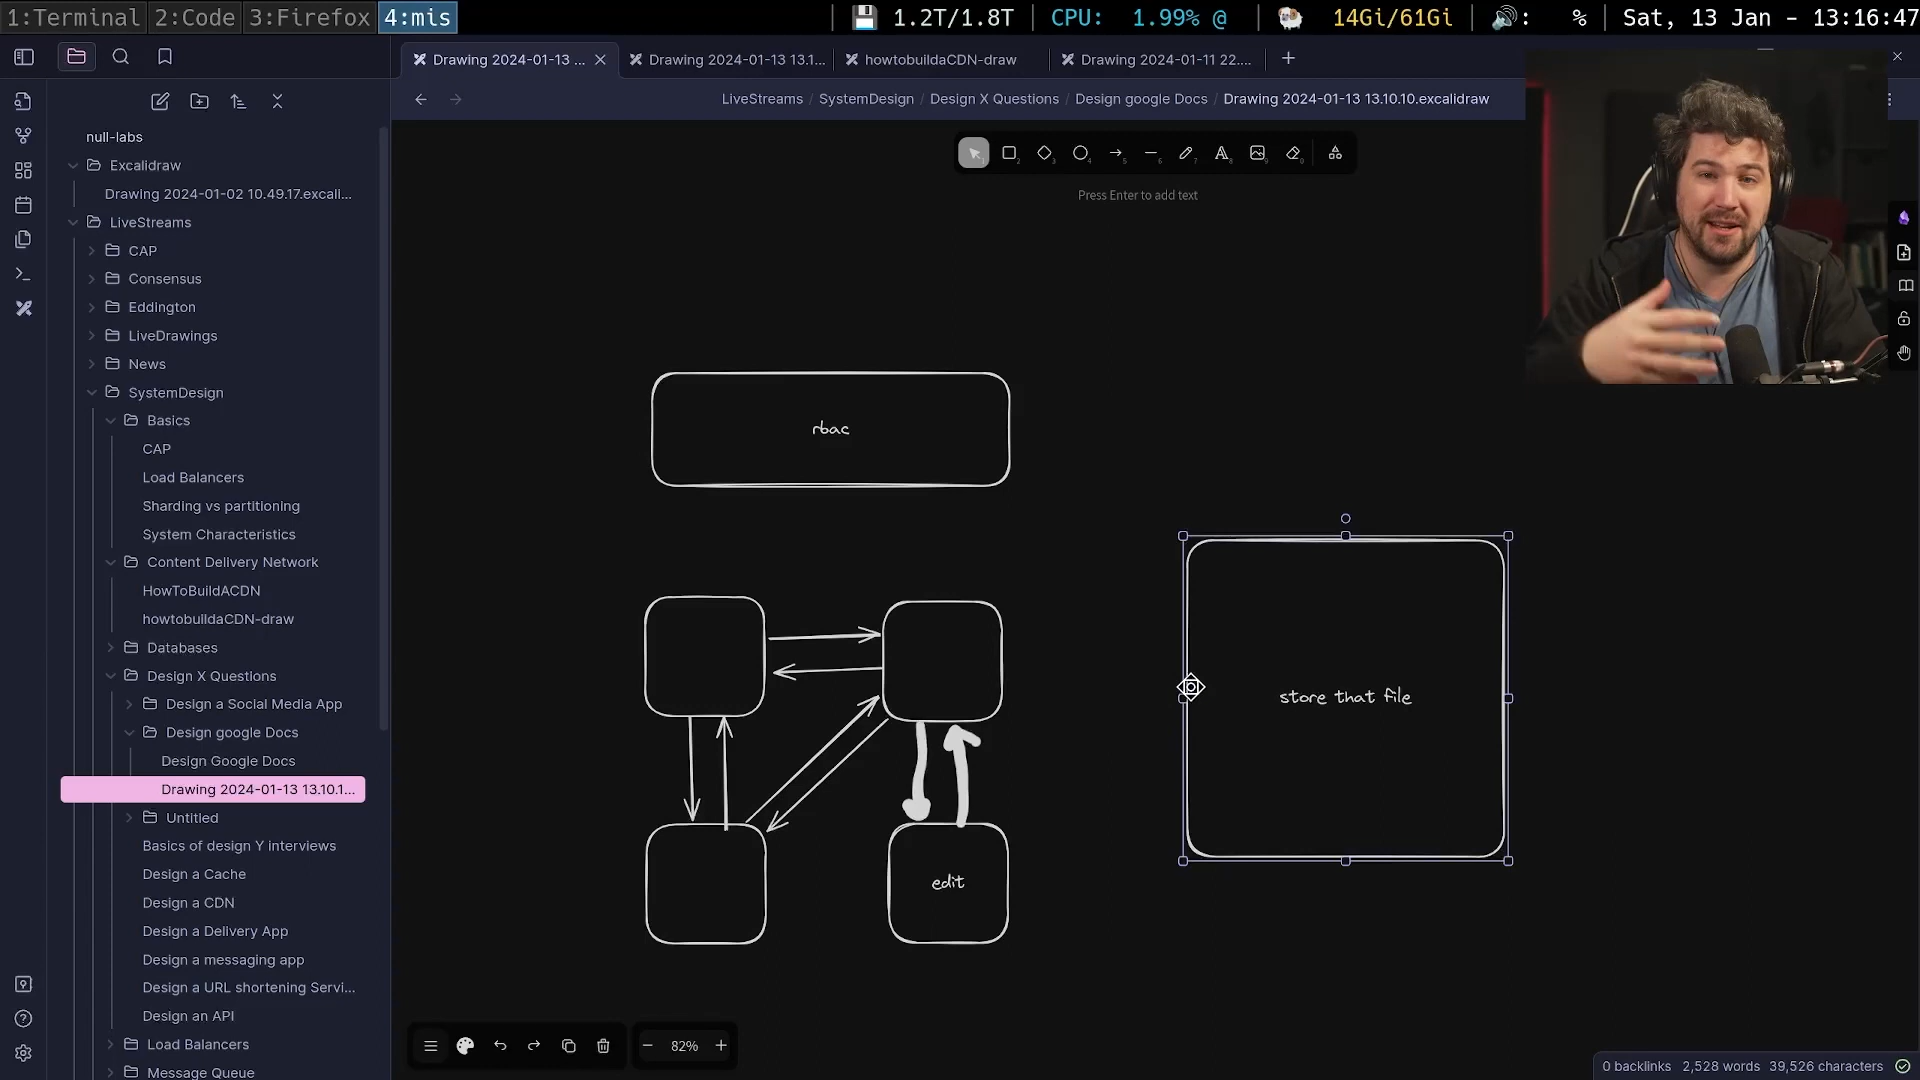 1:Terminal 2:Code 3:Firefox 4:mis
1.2T/1.8T CPU: 1.99% @ 14Gi/61Gi : % Sat, 13 Jan - 13:16:47
Drawing 2024-01-13 ...
Drawing 2024-01-13 13.1...
howtobuildaCDN-draw
Drawing 2024-01-11 22....
LiveStreams / SystemDesign / Design X Questions / Design google Docs / Drawing 2024-01-13 13.10.10.excalidraw
null-labs
Excalidraw
Drawing 2024-01-02 10.49.17.excali...
LiveStreams
CAP
Consensus
Eddington
LiveDrawings
News
SystemDesign
Basics
CAP
Load Balancers
Sharding vs partitioning
System Characteristics
Content Delivery Network
HowToBuildACDN
howtobuildaCDN-draw
Databases
Design X Questions
Design a Social Media App
Design google Docs
Design Google Docs
Drawing 2024-01-13 13.10.1...
Untitled
Basics of design Y interviews
Design a Cache
Design a CDN
Design a Delivery App
Design a messaging app
Design a URL shortening Servi...
Design an API
Load Balancers
Message Queue
Press Enter to add text
rbac
store that file
edit
82%
0 backlinks 2,528 words 39,526 characters